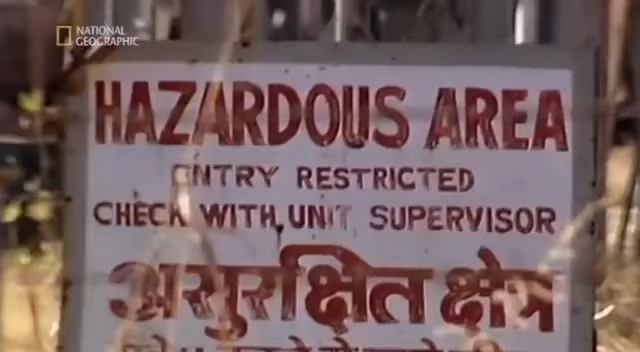 NATIONAL
GEOGRAPHIC
HAZARDOUS AREA
ENTRY RESTRICTED
CHECK WITH UNIT SUPERVISOR
असुरक्षित क्षेत्र